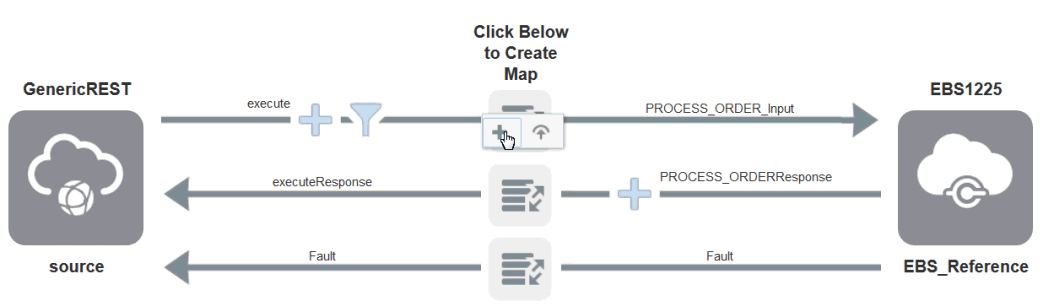 Click Below
to Create
Map
GenericREST
EBS1225
execute
PROCESS_ORDER_Input
executeResponse
PROCESS_ORDERResponse
Fault
Fault
source
EBS_Reference